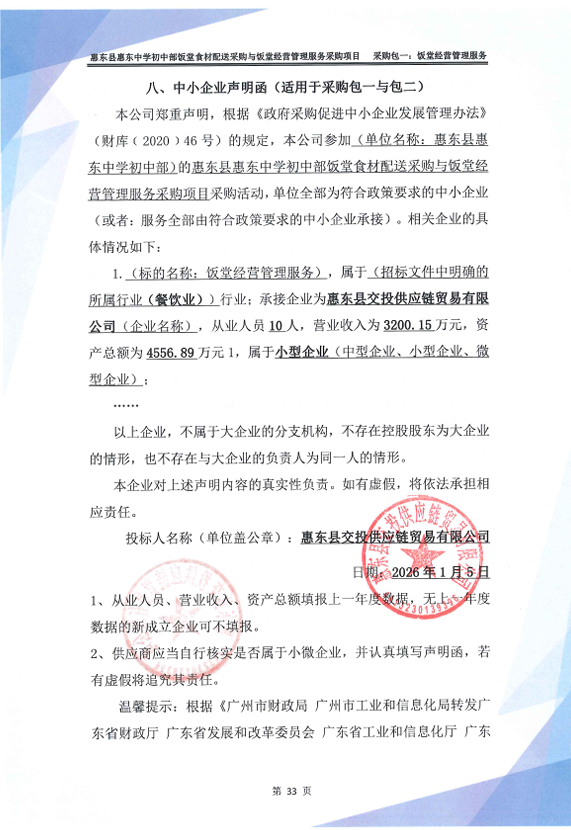 惠东县惠东中学初中部饭堂食材配送采购与饭堂经营管理服务采购项目 采购包一：饭堂经营管理服务
八、中小企业声明函（适用于采购包一与包二）
本公司郑重声明，根据《政府采购促进中小企业发展管理办法》
（财库﹝2020﹞46 号）的规定，本公司参加（单位名称：惠东县惠
东中学初中部）的惠东县惠东中学初中部饭堂食材配送采购与饭堂经
营管理服务采购项目采购活动，单位全部为符合政策要求的中小企业
（或者：服务全部由符合政策要求的中小企业承接）。相关企业的具
体情况如下：
1.（标的名称：饭堂经营管理服务），属于（招标文件中明确的
所属行业（餐饮业））行业；承接企业为惠东县交投供应链贸易有限
公司（企业名称），从业人员 10 人，营业收入为 3200.15 万元，资
产总额为 4556.89 万元 1，属于小型企业（中型企业、小型企业、微
型企业）；
……
以上企业，不属于大企业的分支机构，不存在控股股东为大企业
的情形，也不存在与大企业的负责人为同一人的情形。
本企业对上述声明内容的真实性负责。如有虚假，将依法承担相
应责任。
投标人名称（单位盖公章）：惠东县交投供应链贸易有限公司
日期：2026 年 1 月 5 日
惠东县交投供应链贸易有限公司
1、从业人员、营业收入、资产总额填报上一年度数据，无上一年度
数据的新成立企业可不填报。
2、供应商应当自行核实是否属于小微企业，并认真填写声明函，若
有虚假将追究其责任。
温馨提示：根据《广州市财政局 广州市工业和信息化局转发广
东省财政厅 广东省发展和改革委员会 广东省工业和信息化厅 广东
第 33 页